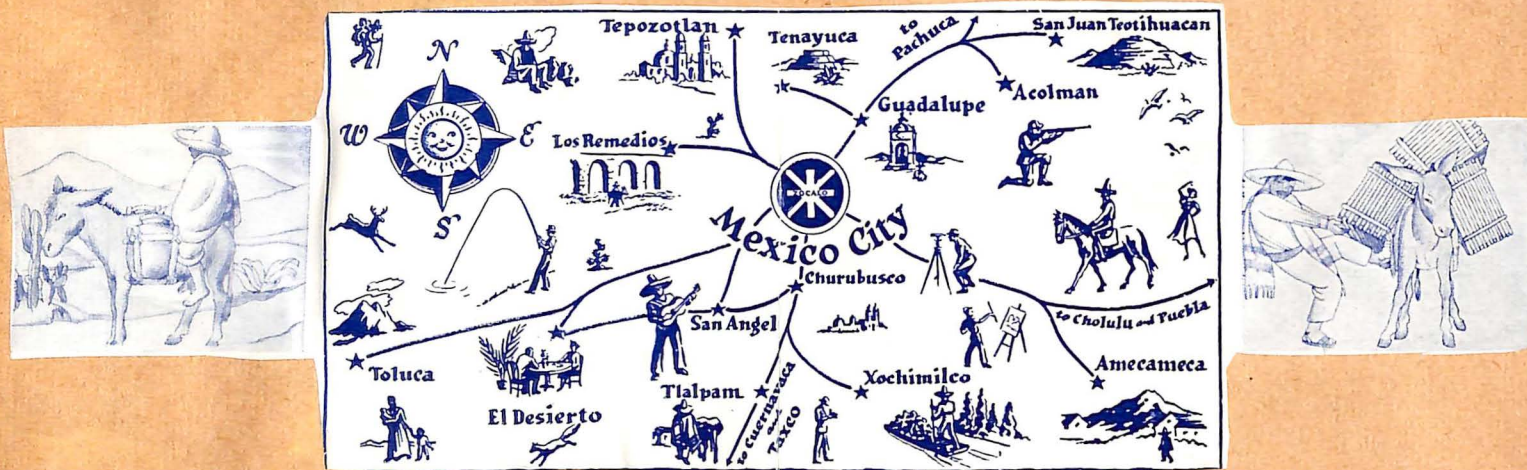 Tepozotlan
Tenayuca
to
Pachuca
San Juan Teotihuacan
N
Acolman
Guadalupe
W
E
Los Remedios
ZOCALO
S
Mexico City
Churubusco
San Angel
to Cholulu and Puebla
Toluca
Amecameca
Tlalpam
Xochimilco
El Desierto
to Cuernavaca
and
Taxco